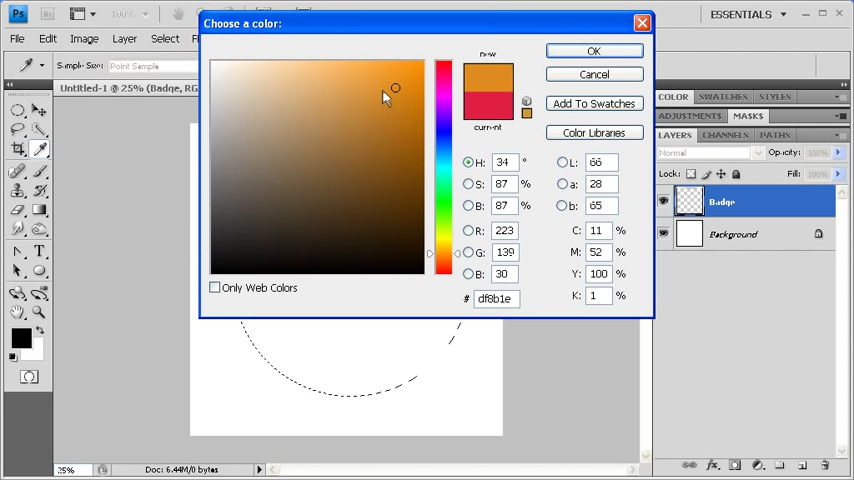 Ps Br 100% ESSENTIALS
Choose a color:
File Edit Image Layer Select
Sample Size: Point Sample
Untitled-1 @ 25% (Badge, RG
new
current
OK
Cancel
Add To Swatches
Color Libraries
H: 34 °
S: 87 %
B: 87 %
R: 223
G: 139
B: 30
# df8b1e
L: 66
a: 28
b: 65
C: 11 %
M: 52 %
Y: 100 %
K: 1 %
Only Web Colors
COLOR SWATCHES STYLES
ADJUSTMENTS MASKS
LAYERS CHANNELS PATHS
Normal Opacity: 100%
Lock: Fill: 100%
Badge
Background
25% Doc: 6.44M/0 bytes